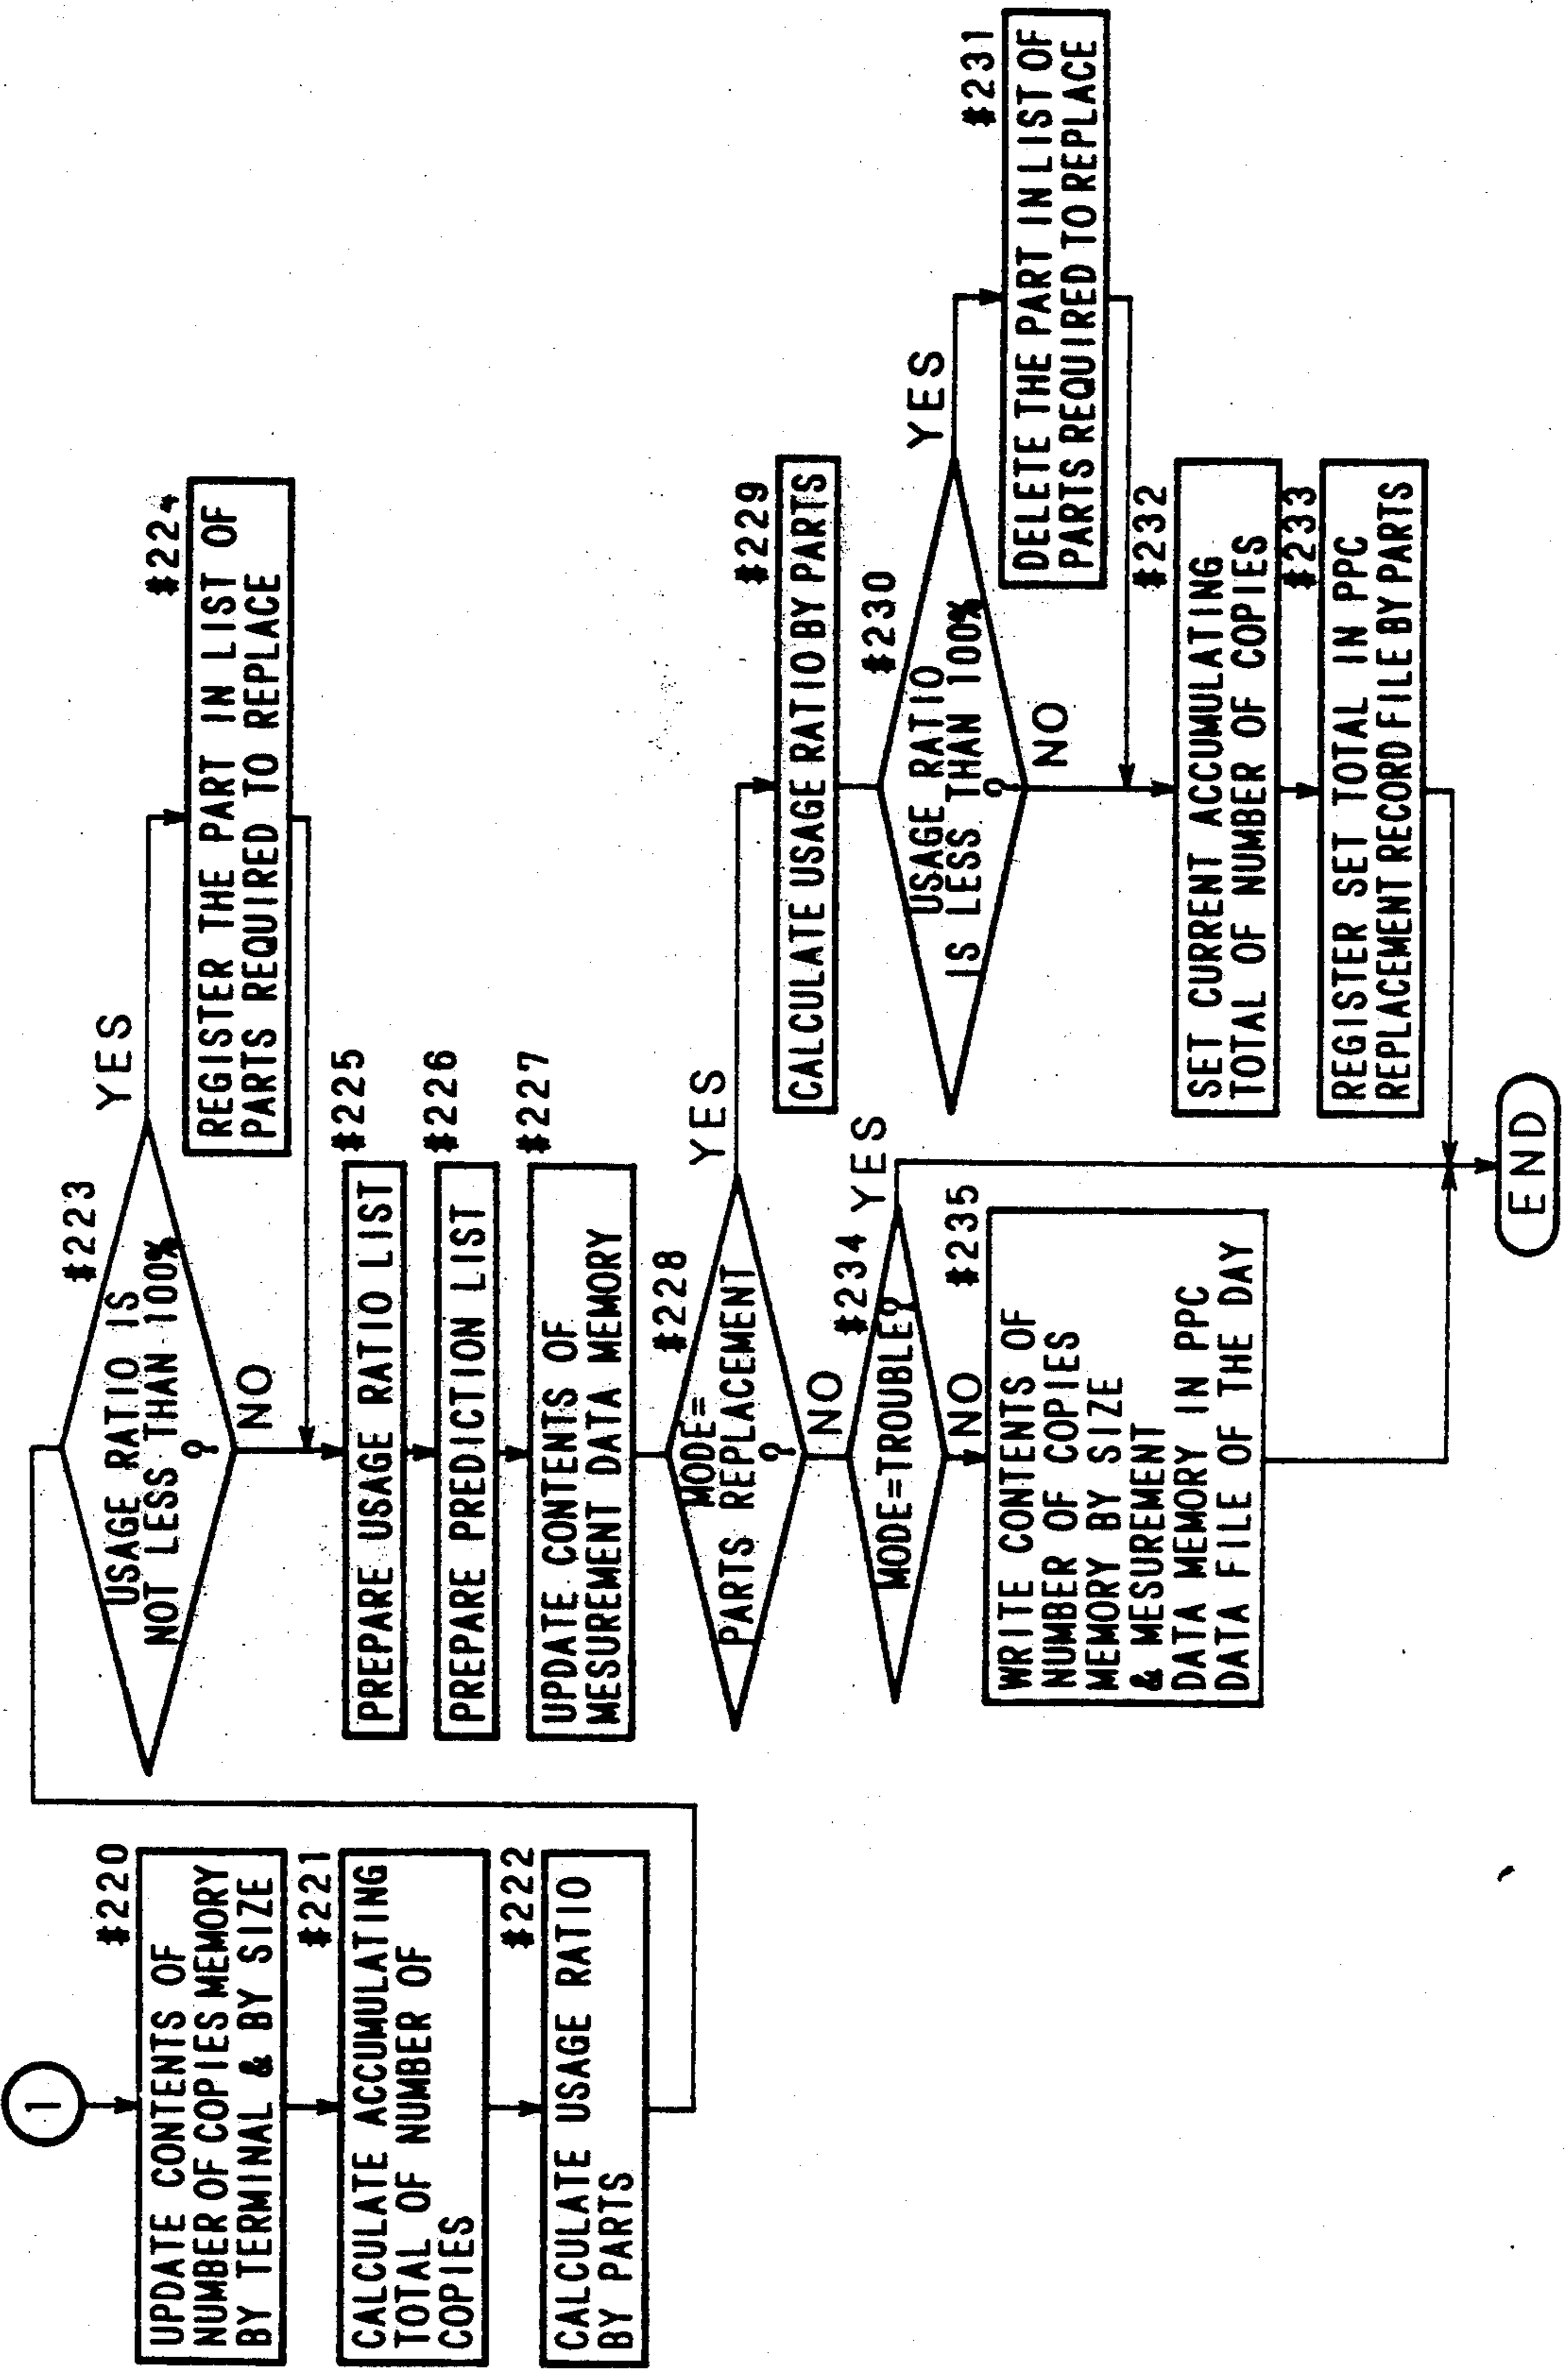 1
#220
UPDATE CONTENTS OF
NUMBER OF COPIES MEMORY
BY TERMINAL & BY SIZE
#221
CALCULATE ACCUMULATING
TOTAL OF NUMBER OF
COPIES
#222
CALCULATE USAGE RATIO
BY PARTS
#223
USAGE RATIO IS
NOT LESS THAN 100%
?
YES
NO
#224
REGISTER THE PART IN LIST OF
PARTS REQUIRED TO REPLACE
#225
PREPARE USAGE RATIO LIST
#226
PREPARE PREDICTION LIST
#227
UPDATE CONTENTS OF
MESUREMENT DATA MEMORY
#228
MODE=
PARTS REPLACEMENT
?
YES
NO
#229
CALCULATE USAGE RATIO BY PARTS
#230
USAGE RATIO
IS LESS THAN 100%
?
YES
NO
#231
DELETE THE PART IN LIST OF
PARTS REQUIRED TO REPLACE
#232
SET CURRENT ACCUMULATING
TOTAL OF NUMBER OF COPIES
#233
REGISTER SET TOTAL IN PPC
REPLACEMENT RECORD FILE BY PARTS
#234
MODE=TROUBLE?
YES
NO
#235
WRITE CONTENTS OF
NUMBER OF COPIES
MEMORY BY SIZE
& MESUREMENT
DATA MEMORY IN PPC
DATA FILE OF THE DAY
END